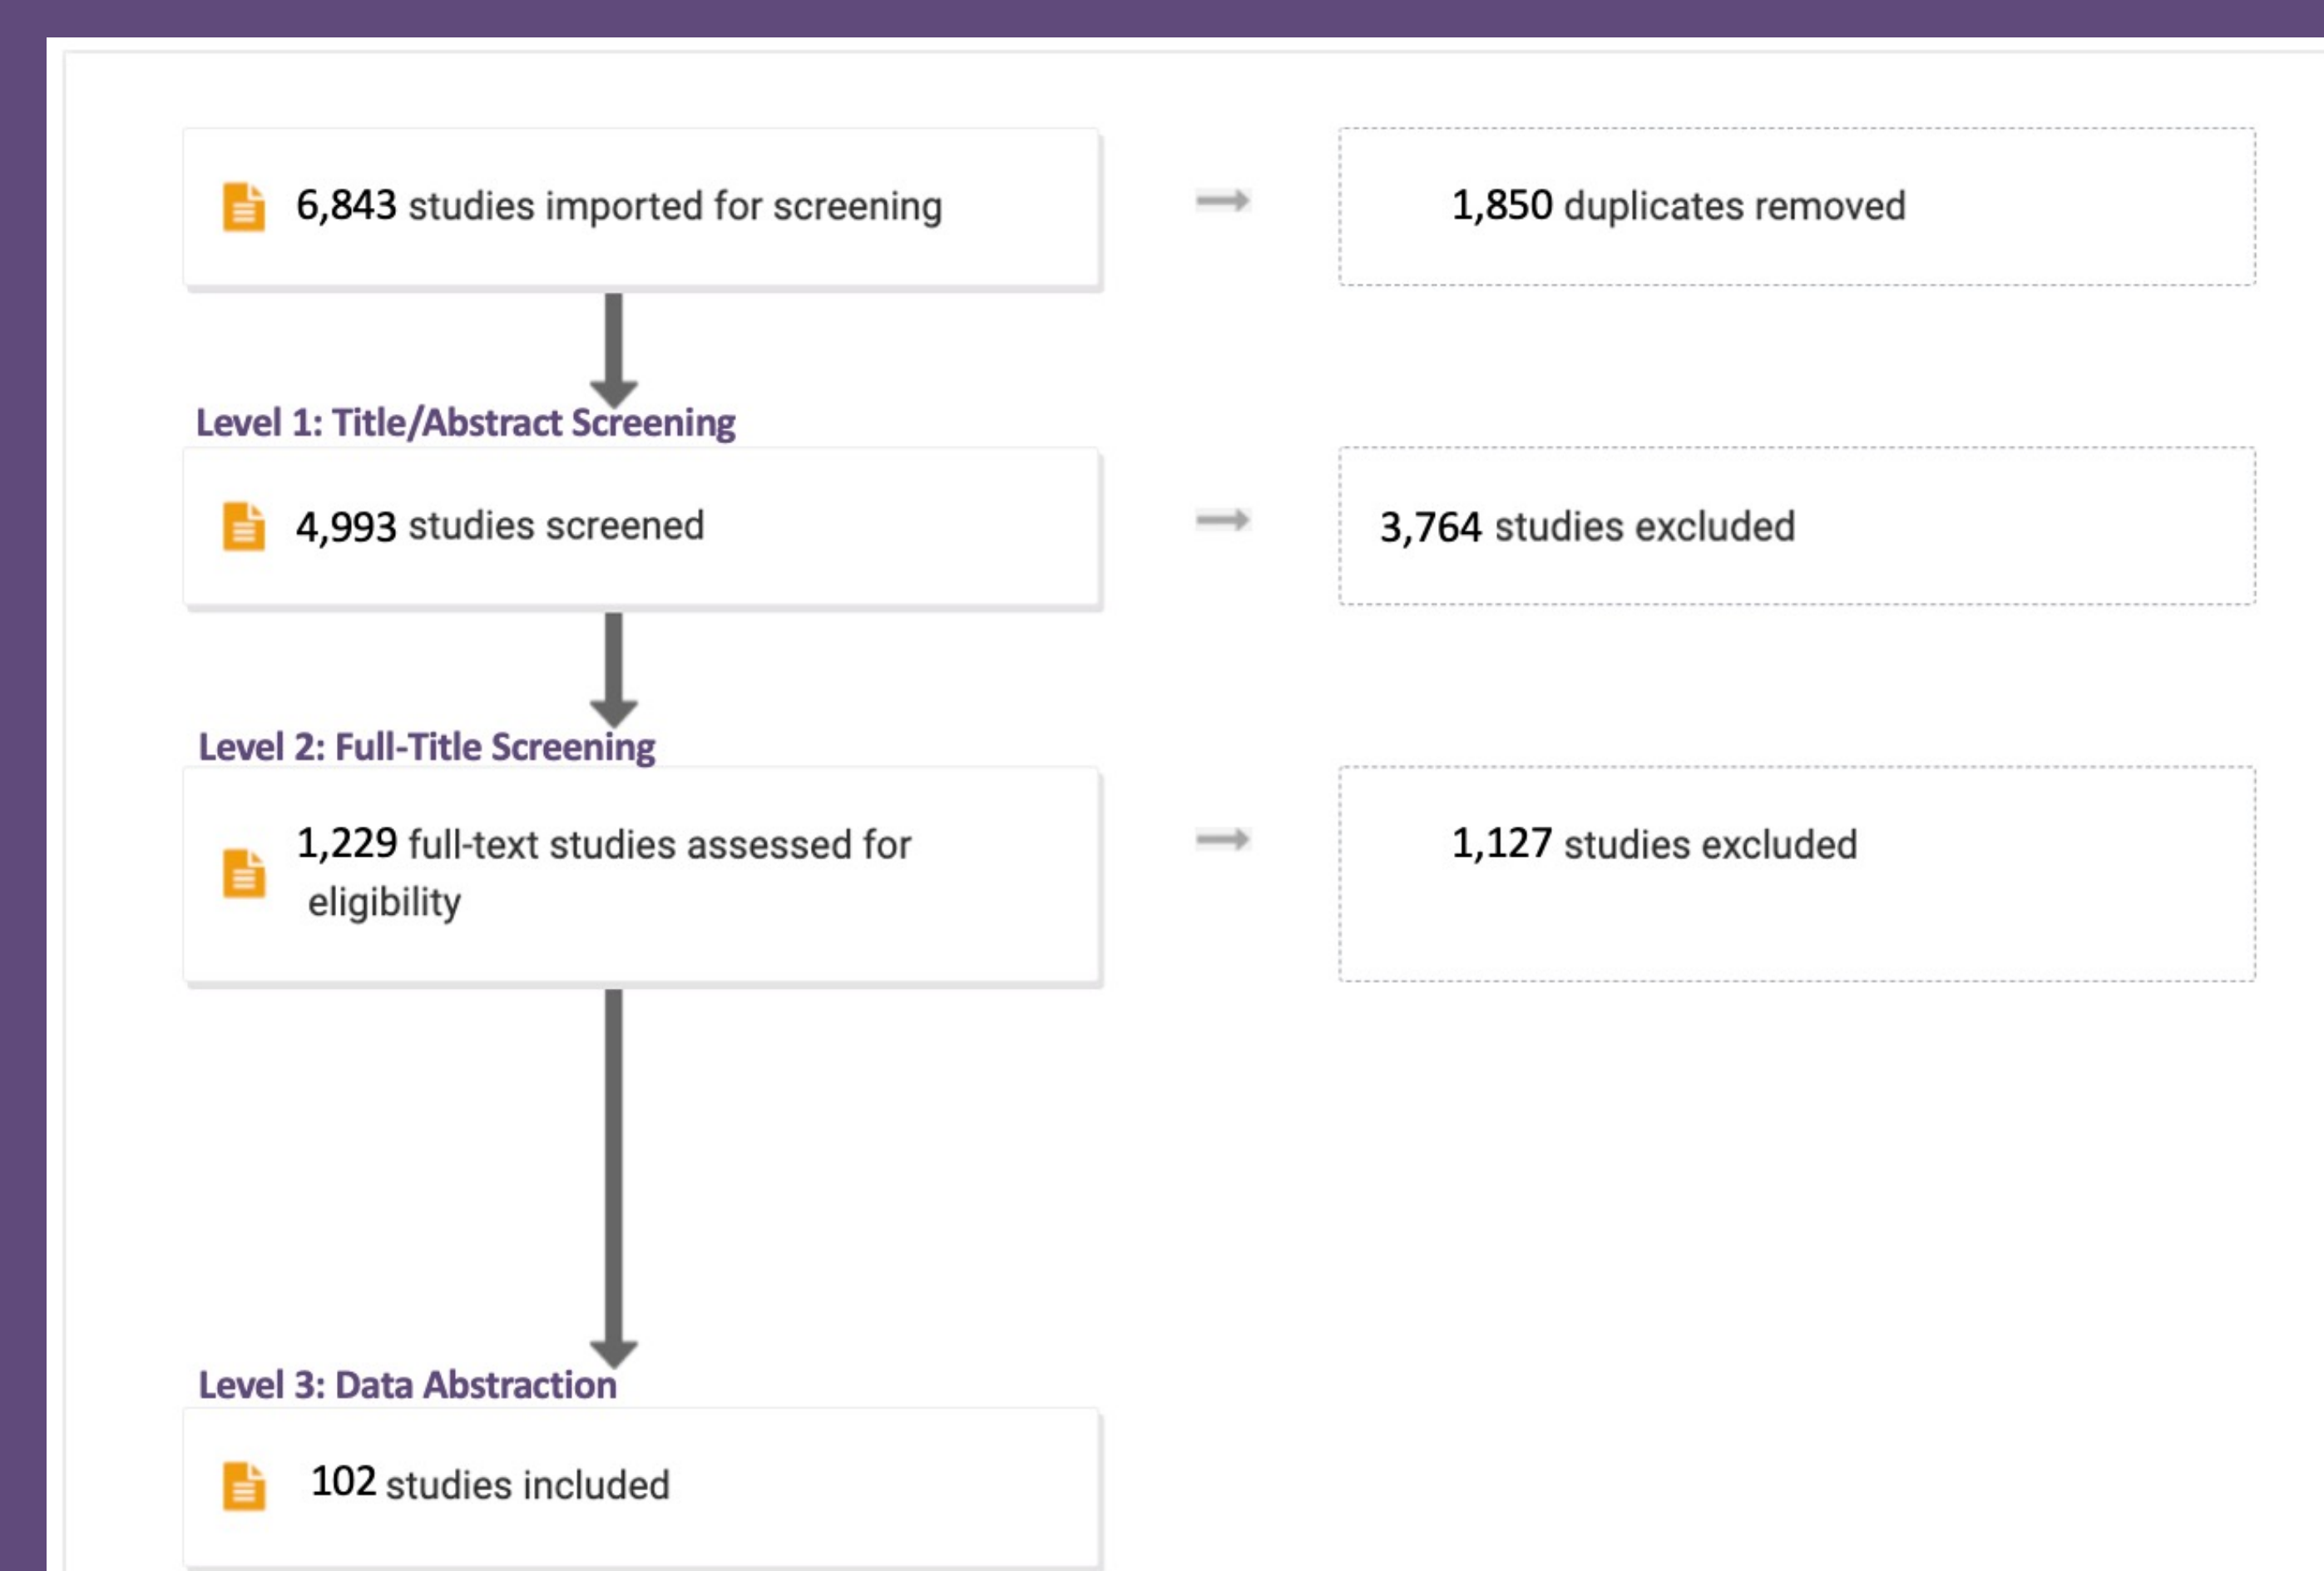 6,843 studies imported for screening
1,850 duplicates removed
Level 1: Title/Abstract Screening
4,993 studies screened
3,764 studies excluded
Level 2: Full-Title Screening
1,229 full-text studies assessed for
eligibility
1,127 studies excluded
Level 3: Data Abstraction
102 studies included